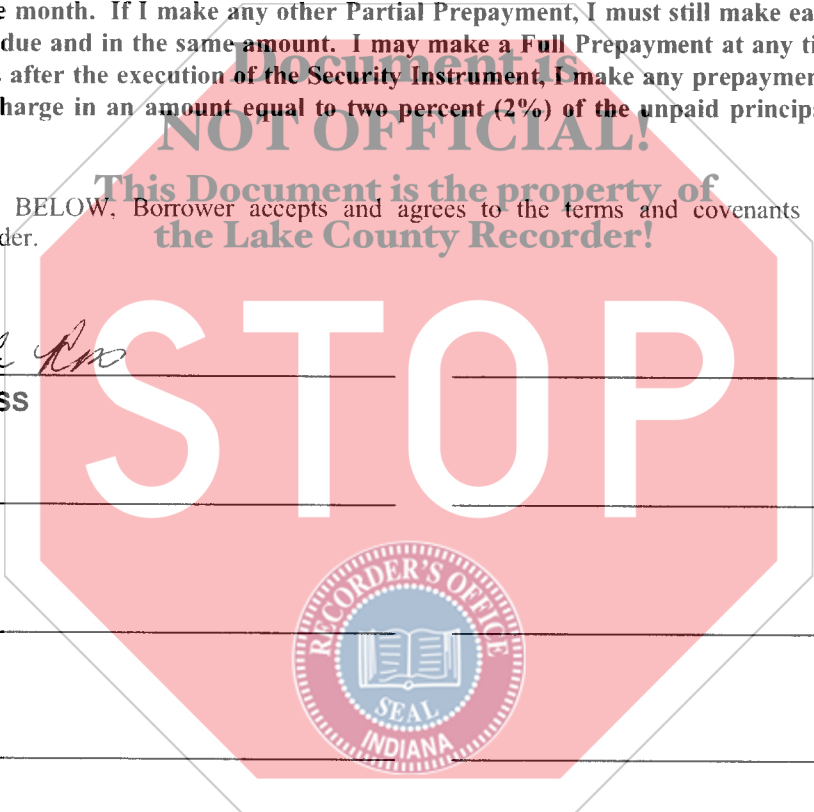 e month. If I make any other Partial Prepayment, I must still make ea
due and in the same amount. I may make a Full Prepayment at any ti
after the execution of the Security Instrument, I make any prepaymen
harge in an amount equal to two percent (2%) of the unpaid princip
Document is
NOT OFFICIAL!
This Document is the property of
the Lake County Recorder!
BELOW, Borrower accepts and agrees to the terms and covenants
der.
SS
STOP
RECORDER'S OFFICE
SEAL
INDIANA